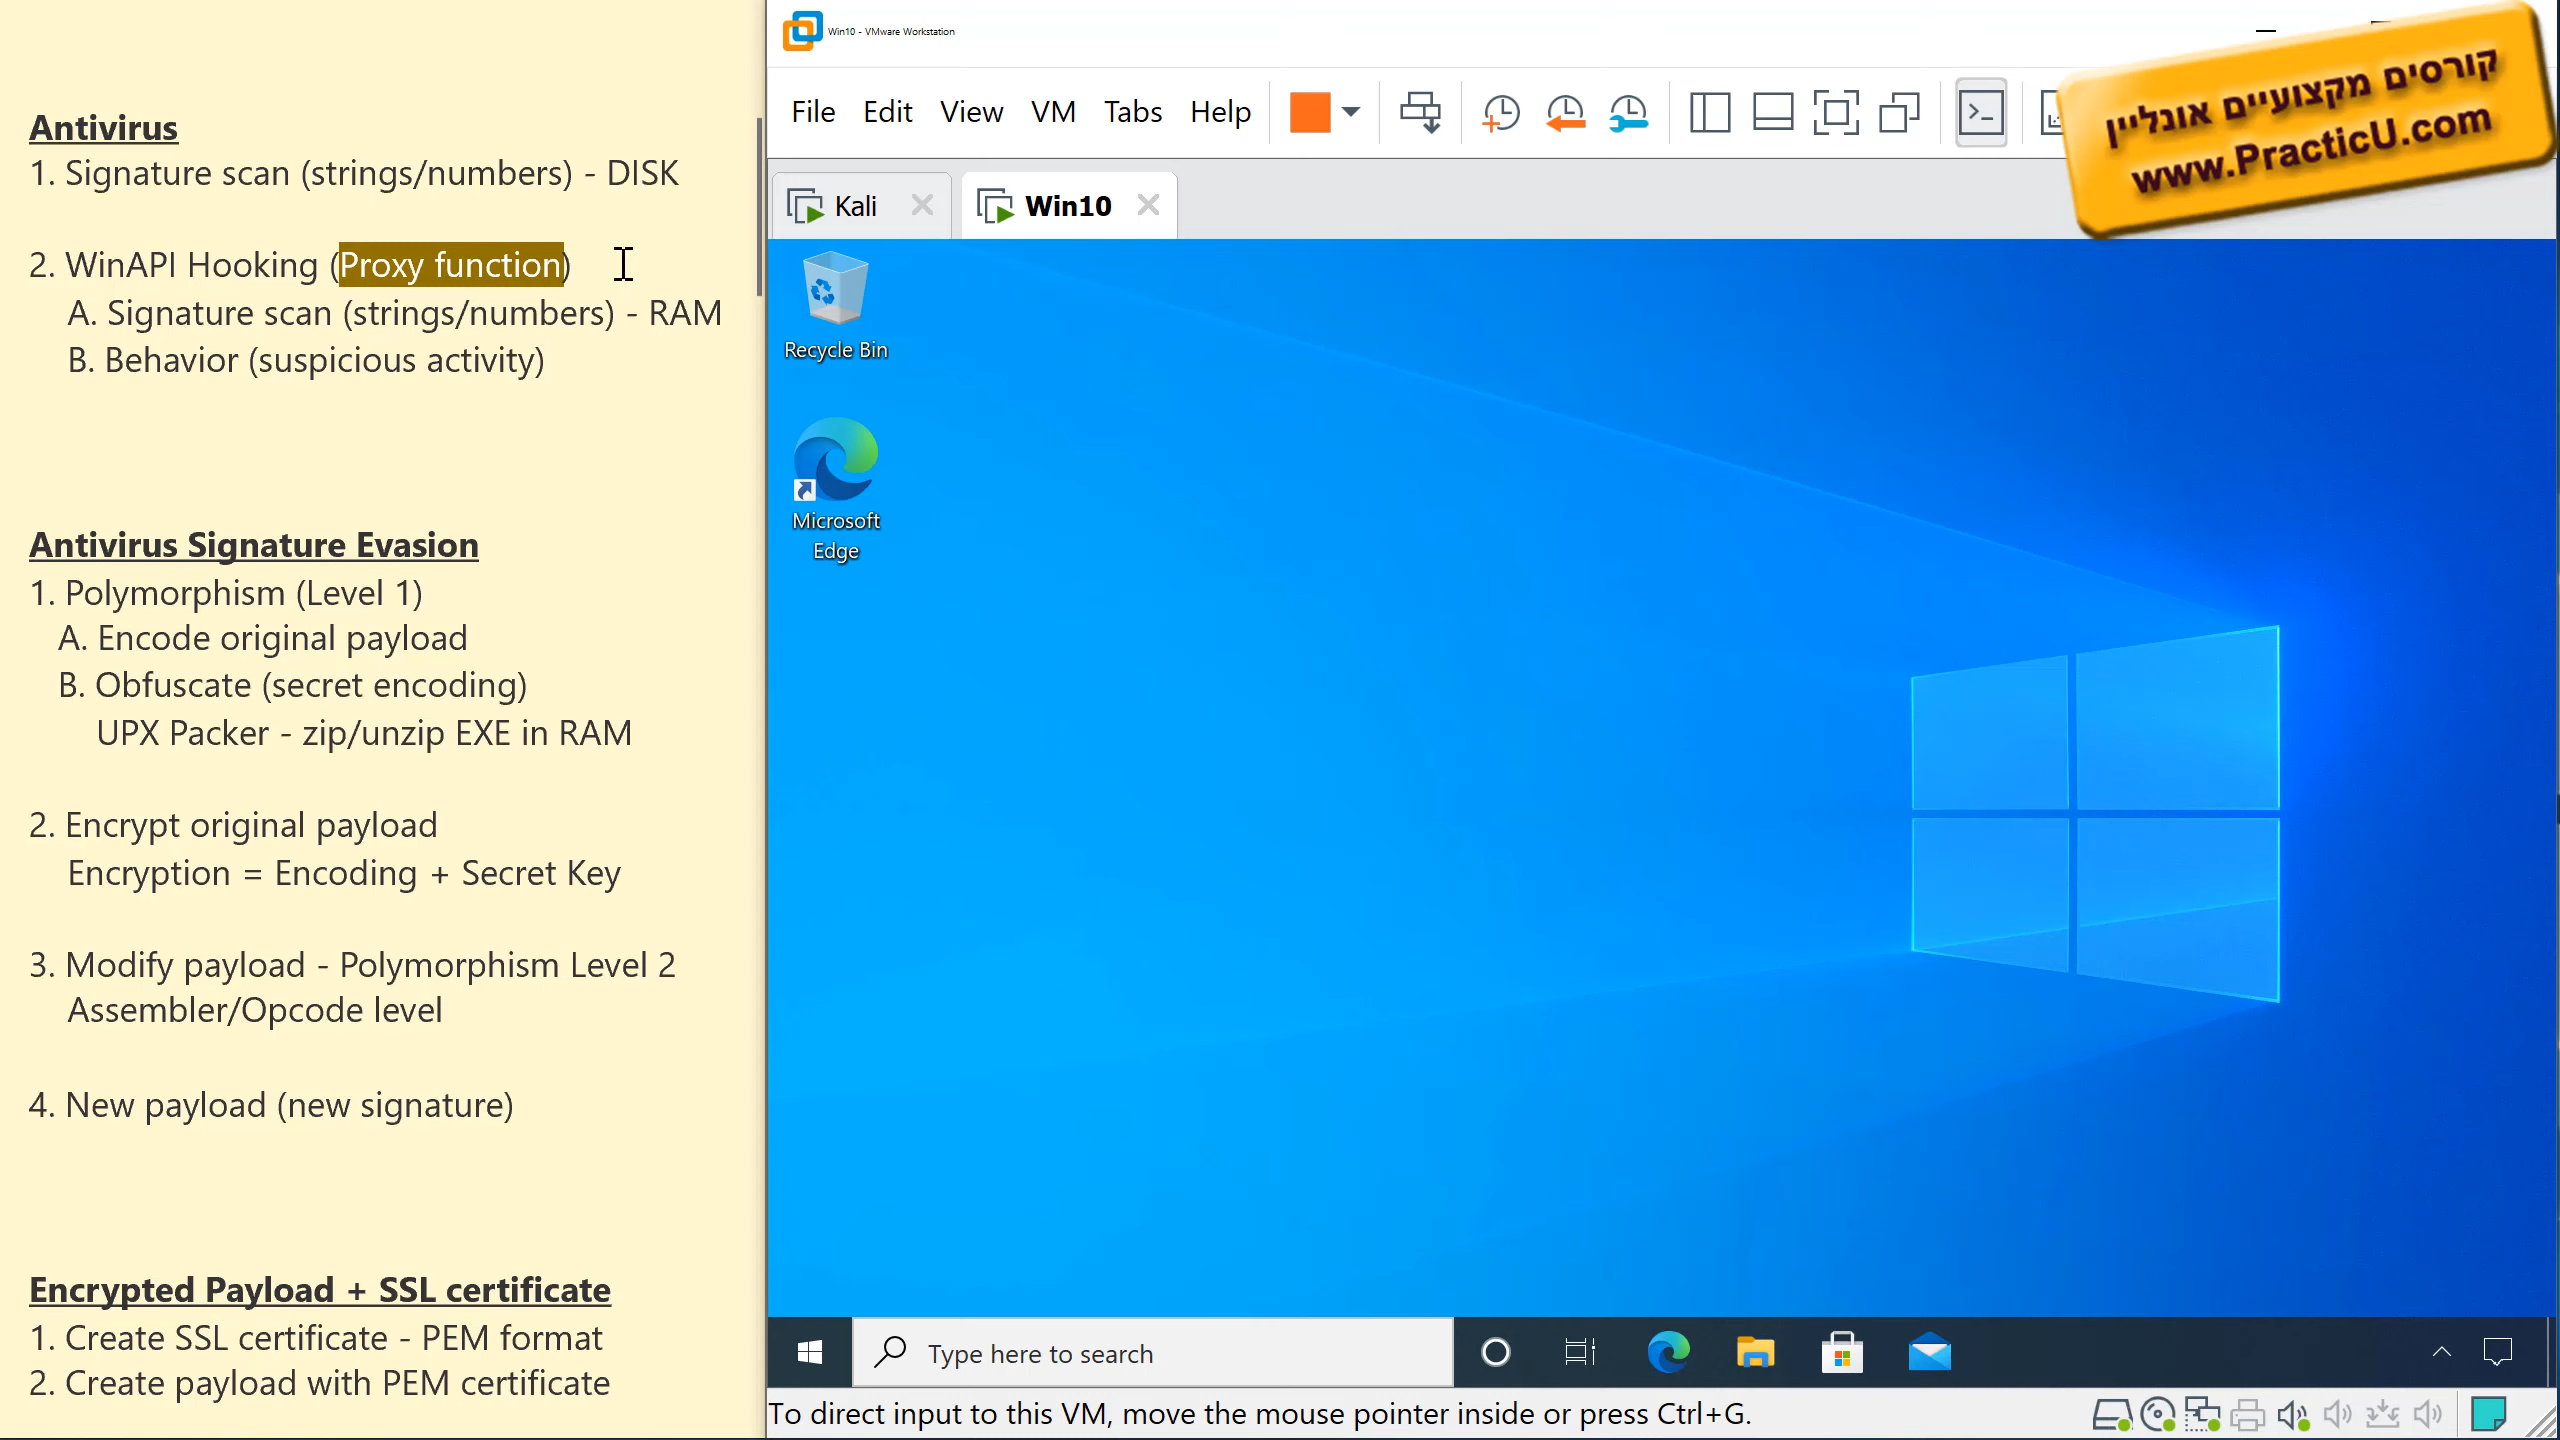 Antivirus
1. Signature scan (strings/numbers) - DISK
2. WinAPI Hooking (Proxy function)
A. Signature scan (strings/numbers) - RAM
B. Behavior (suspicious activity)
Antivirus Signature Evasion
1. Polymorphism (Level 1)
A. Encode original payload
B. Obfuscate (secret encoding)
UPX Packer - zip/unzip EXE in RAM
2. Encrypt original payload
Encryption = Encoding + Secret Key
3. Modify payload - Polymorphism Level 2
Assembler/Opcode level
4. New payload (new signature)
Encrypted Payload + SSL certificate
1. Create SSL certificate - PEM format
2. Create payload with PEM certificate
Win10 - VMware Workstation
File Edit View VM Tabs Help
קורסים מקצועיים אונליין
www.PracticU.com
Kali
Win10
Recycle Bin
Microsoft
Edge
Type here to search
To direct input to this VM, move the mouse pointer inside or press Ctrl+G.